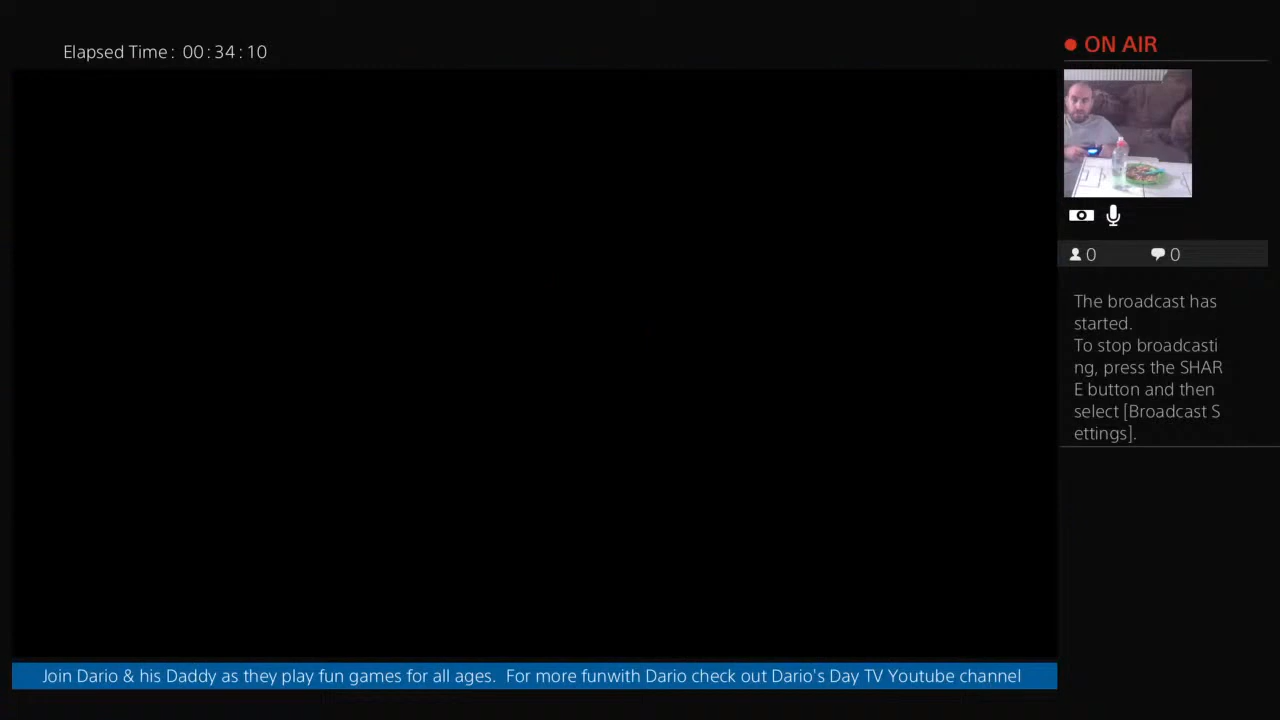 Elapsed Time: 00:34:10
ON AIR
0 0
The broadcast has
started.
To stop broadcasti
ng, press the SHAR
E button and then
select [Broadcast S
ettings].
Join Dario & his Daddy as they play fun games for all ages. For more funwith Dario check out Dario's Day TV Youtube channel